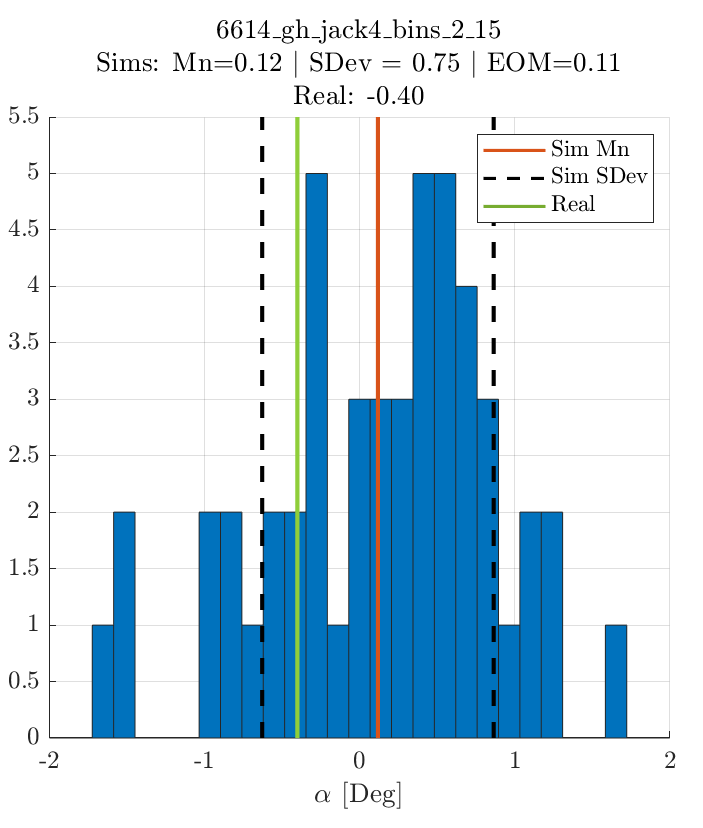 6614_gh_jack4_bins_2_15
Sims: Mn=0.12 | SDev = 0.75 | EOM=0.11
Real: -0.40
5.5
5
4.5
4
3.5
3
2.5
2
1.5
1
0.5
0
Sim Mn
Sim SDev
Real
-2
-1
0
1
2
α [Deg]